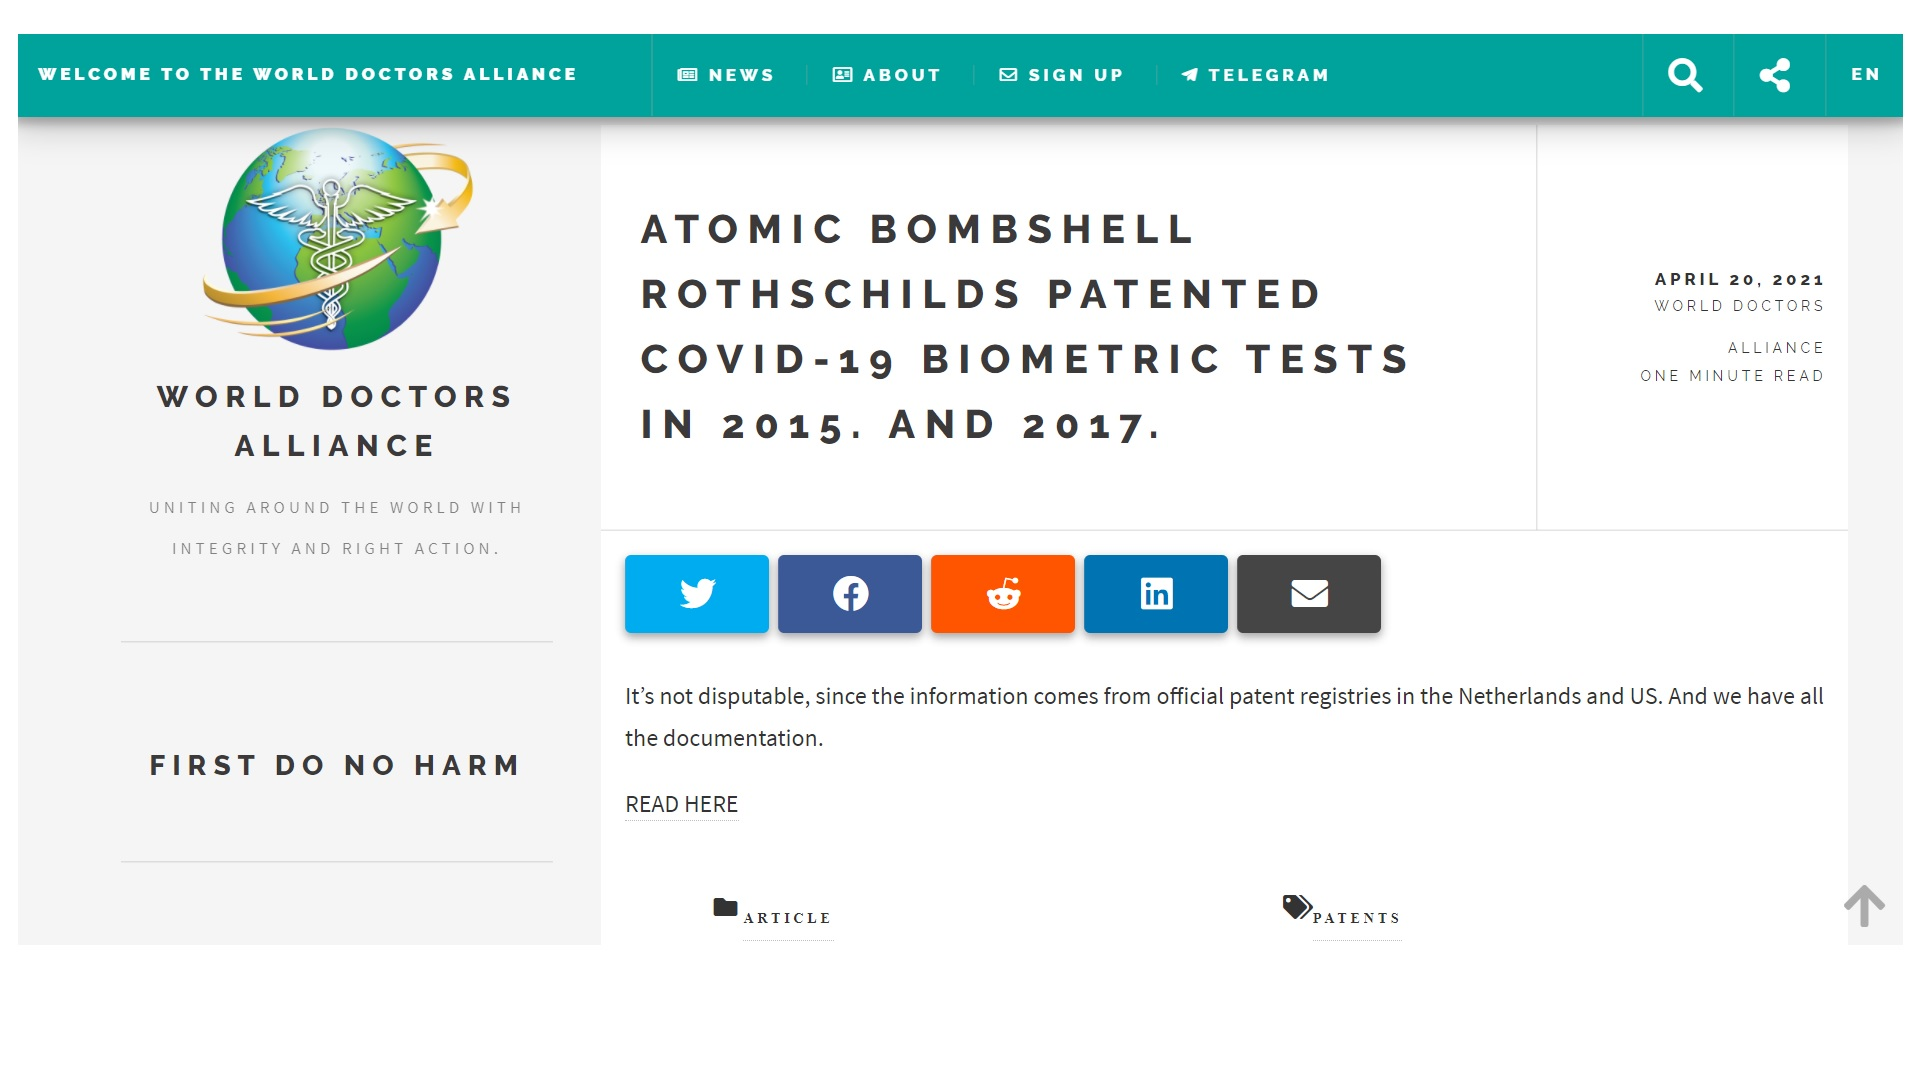 WELCOME TO THE WORLD DOCTORS ALLIANCE
NEWS
ABOUT
SIGN UP
TELEGRAM
EN
WORLD DOCTORS
ALLIANCE
UNITING AROUND THE WORLD WITH
INTEGRITY AND RIGHT ACTION.
FIRST DO NO HARM
ATOMIC BOMBSHELL
ROTHSCHILDS PATENTED
COVID-19 BIOMETRIC TESTS
IN 2015. AND 2017.
APRIL 20, 2021
WORLD DOCTORS
ALLIANCE
ONE MINUTE READ
It’s not disputable, since the information comes from official patent registries in the Netherlands and US. And we have all
the documentation.
READ HERE
ARTICLE
PATENTS